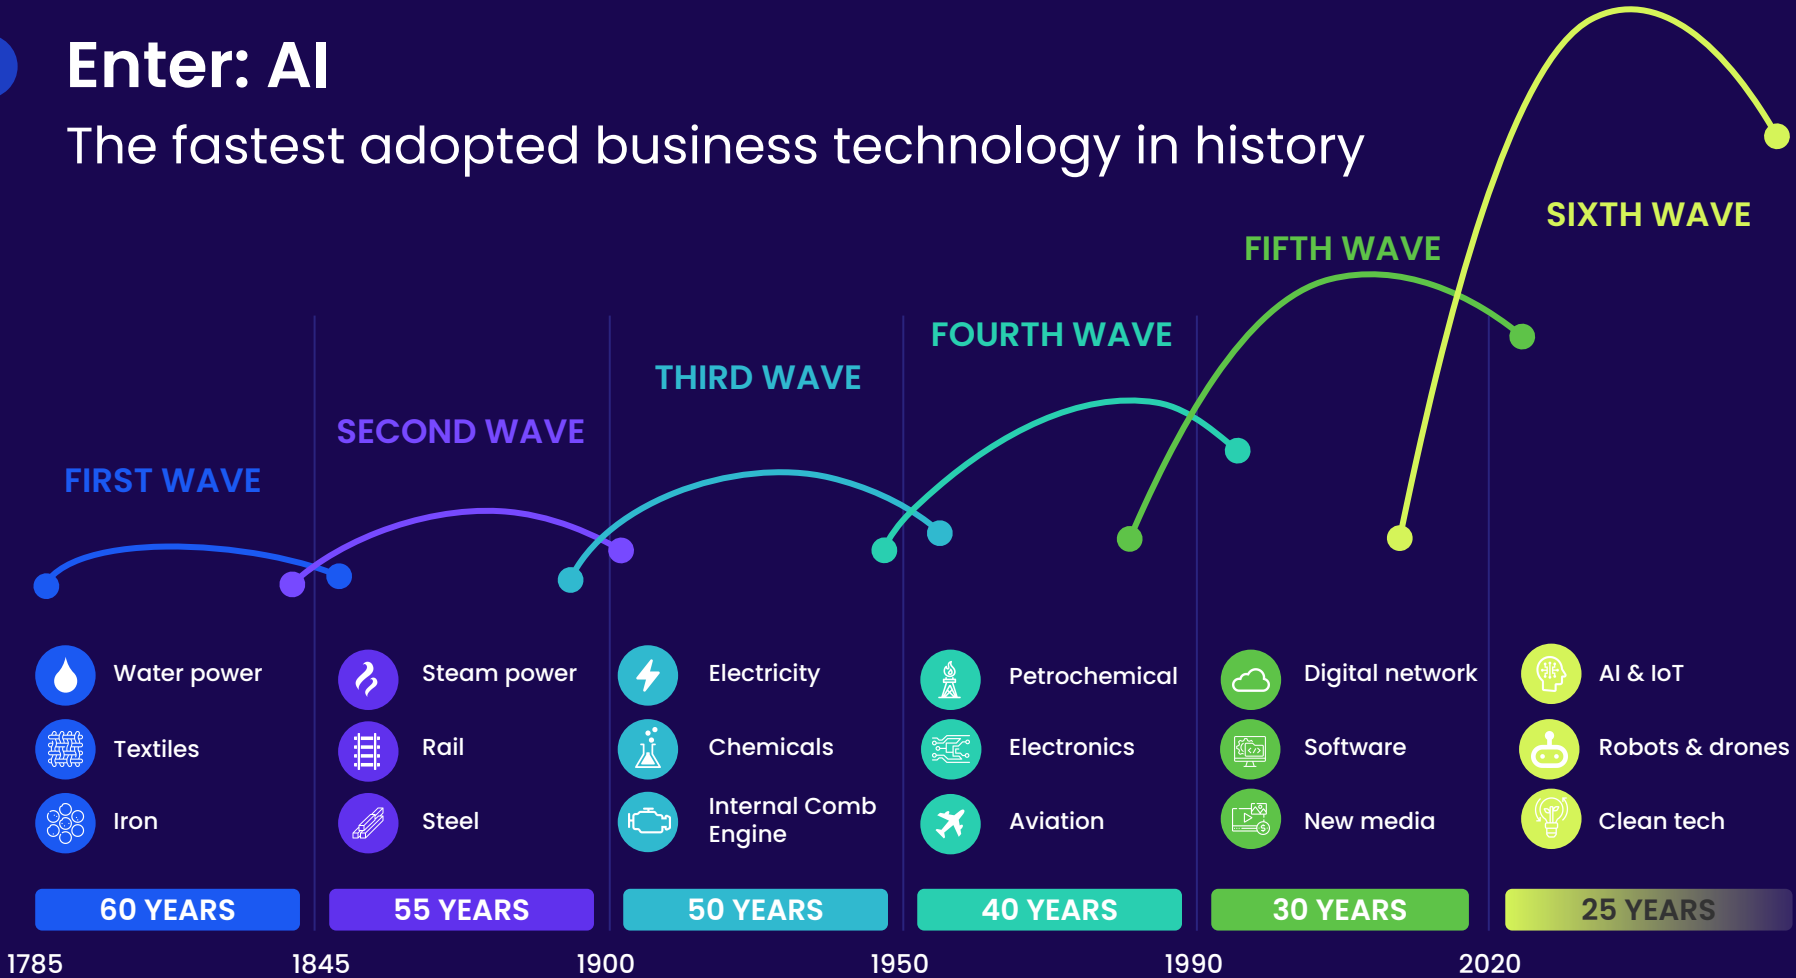 Enter: AI
The fastest adopted business technology in history
FIRST WAVE
SECOND WAVE
THIRD WAVE
FOURTH WAVE
FIFTH WAVE
SIXTH WAVE
Water power
Textiles
Iron
Steam power
Rail
Steel
Electricity
Chemicals
Internal Comb
Engine
Petrochemical
Electronics
Aviation
Digital network
Software
New media
AI & IoT
Robots & drones
Clean tech
60 YEARS
55 YEARS
50 YEARS
40 YEARS
30 YEARS
25 YEARS
1785
1845
1900
1950
1990
2020